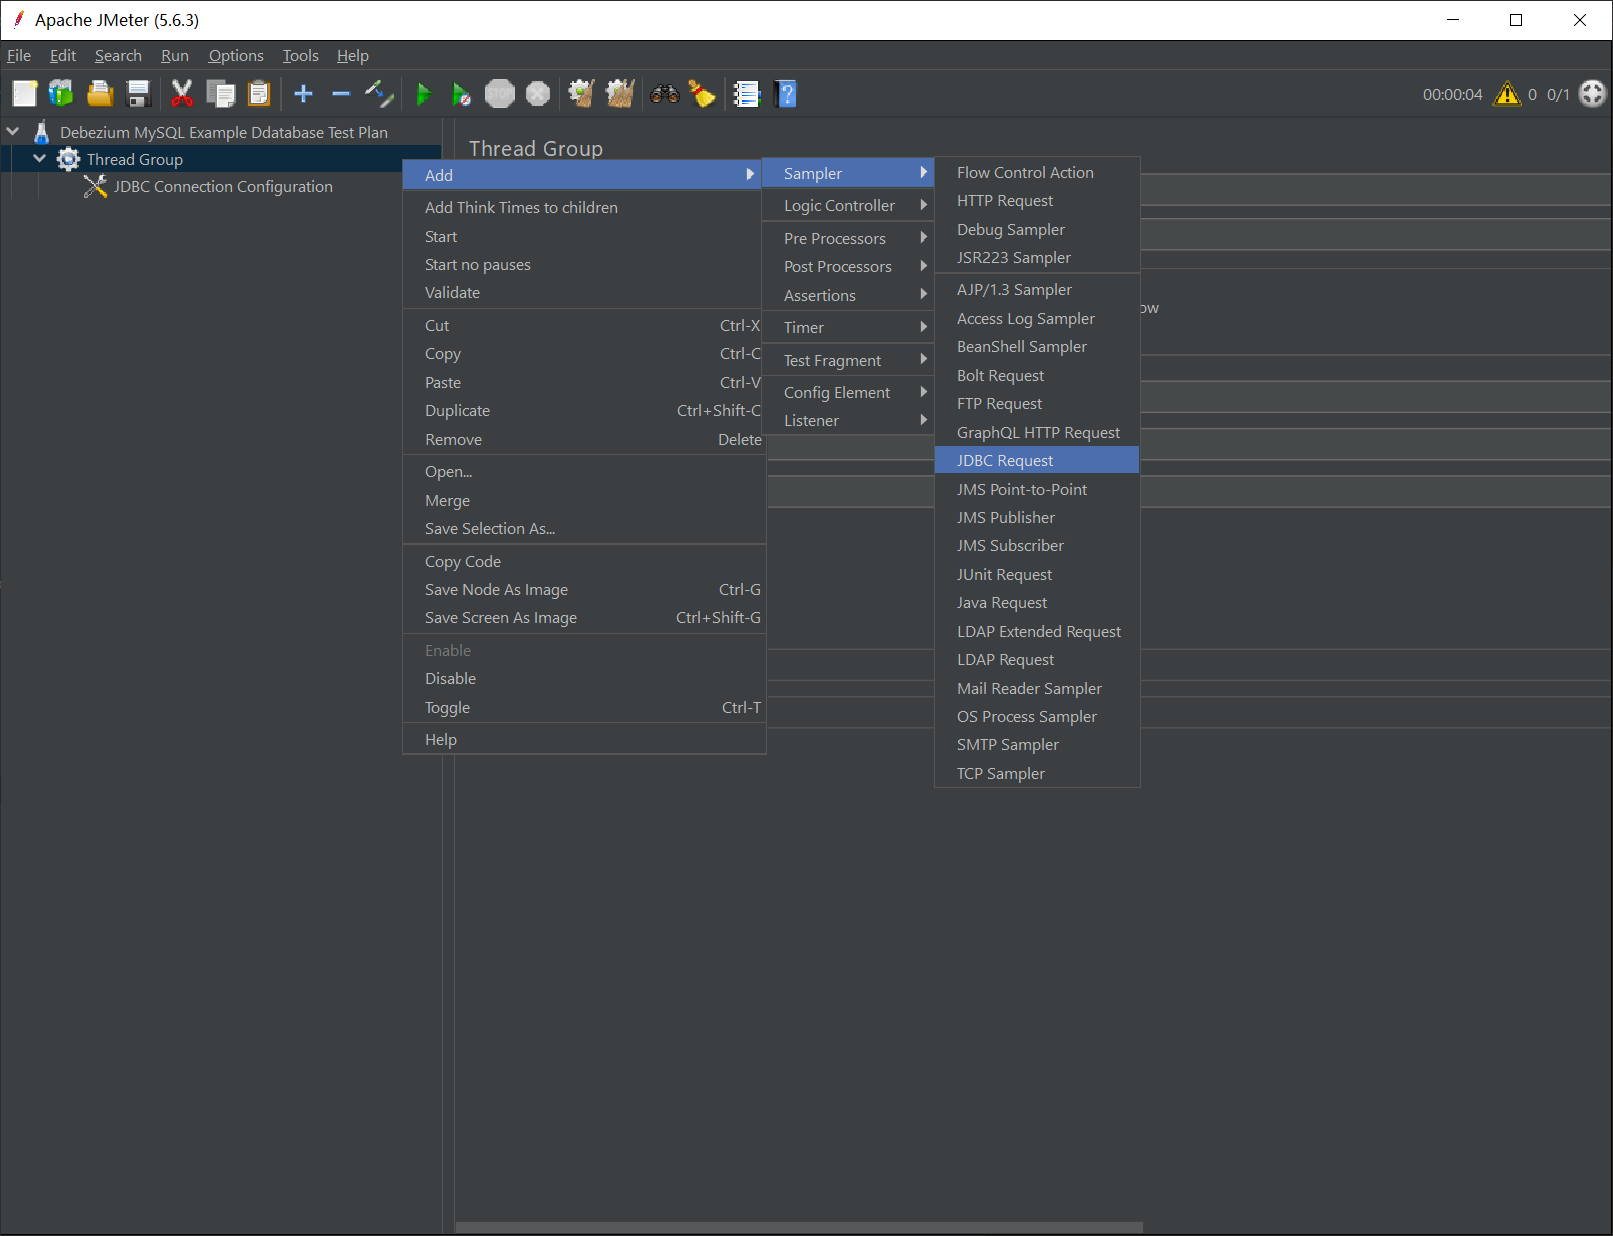 Apache JMeter (5.6.3)
File Edit Search Run Options Tools Help
STOP
00:00:04 0 0/1
Debezium MySQL Example Ddatabase Test Plan
Thread Group
JDBC Connection Configuration
Thread Group
Add
Add Think Times to children
Start
Start no pauses
Validate
Cut Ctrl-X
Copy Ctrl-C
Paste Ctrl-V
Duplicate Ctrl+Shift-C
Remove Delete
Open...
Merge
Save Selection As...
Copy Code
Save Node As Image Ctrl-G
Save Screen As Image Ctrl+Shift-G
Enable
Disable
Toggle Ctrl-T
Help
Sampler
Logic Controller
Pre Processors
Post Processors
Assertions
Timer
Test Fragment
Config Element
Listener
Flow Control Action
HTTP Request
Debug Sampler
JSR223 Sampler
AJP/1.3 Sampler
Access Log Sampler
BeanShell Sampler
Bolt Request
FTP Request
GraphQL HTTP Request
JDBC Request
JMS Point-to-Point
JMS Publisher
JMS Subscriber
JUnit Request
Java Request
LDAP Extended Request
LDAP Request
Mail Reader Sampler
OS Process Sampler
SMTP Sampler
TCP Sampler
ow